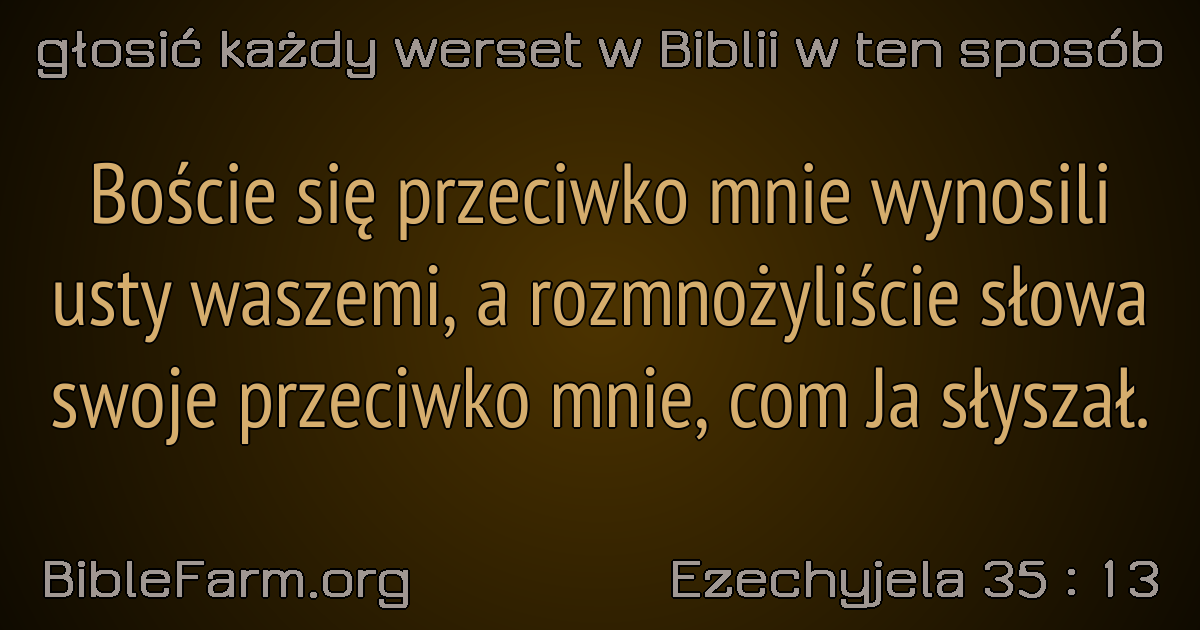 głosić każdy werset w Biblii w ten sposób
Boście się przeciwko mnie wynosili
usty waszemi, a rozmnożyliście słowa
swoje przeciwko mnie, com Ja słyszał.
BibleFarm.org
Ezechyjela 35 : 13